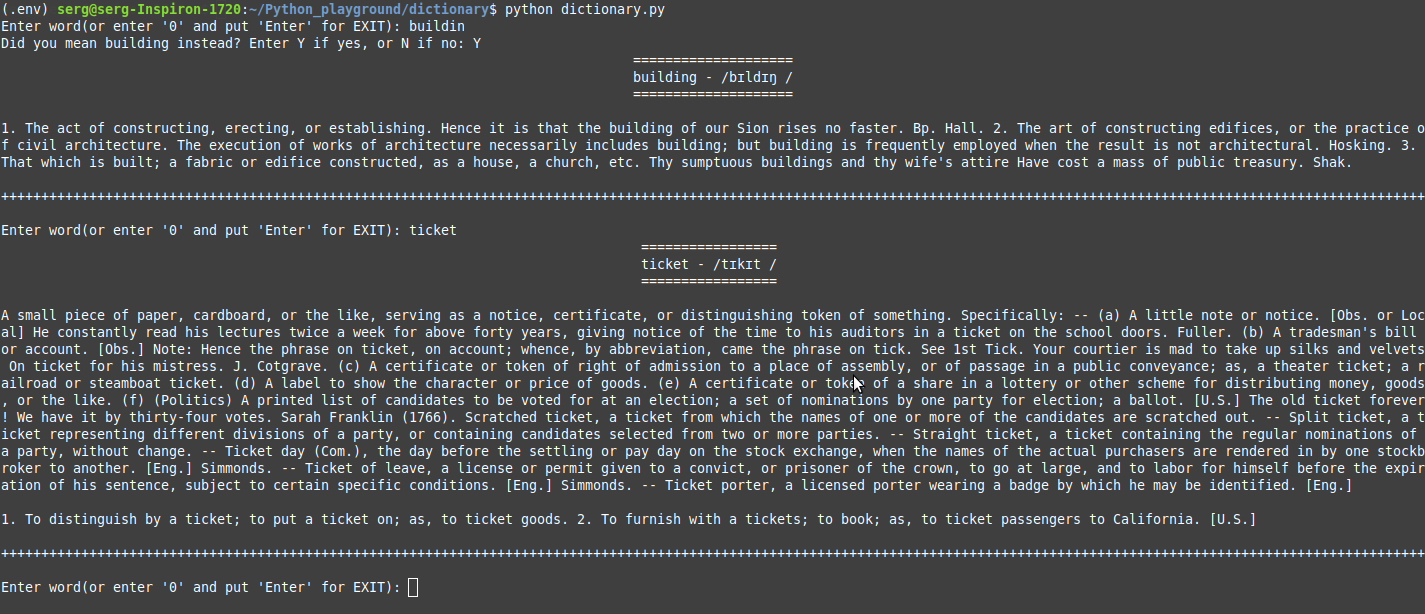 (.env) serg@serg-Inspiron-1720:~/Python_playground/dictionary$ python dictionary.py
Enter word(or enter '0' and put 'Enter' for EXIT): buildin
Did you mean building instead? Enter Y if yes, or N if no: Y
====================
building - /bɪldɪŋ /
====================
1. The act of constructing, erecting, or establishing. Hence it is that the building of our Sion rises no faster. Bp. Hall. 2. The art of constructing edifices, or the practice o
f civil architecture. The execution of works of architecture necessarily includes building; but building is frequently employed when the result is not architectural. Hosking. 3.
That which is built; a fabric or edifice constructed, as a house, a church, etc. Thy sumptuous buildings and thy wife's attire Have cost a mass of public treasury. Shak.
++++++++++++++++++++++++++++++++++++++++++++++++++++++++++++++++++++++++++++++++++++++++++++++++++++++++++++++++++++++++++++++++++++++++++++++++++++++++++++++++++++++++++++++++++
Enter word(or enter '0' and put 'Enter' for EXIT): ticket
=================
ticket - /tɪkɪt /
=================
A small piece of paper, cardboard, or the like, serving as a notice, certificate, or distinguishing token of something. Specifically: -- (a) A little note or notice. [Obs. or Loc
al] He constantly read his lectures twice a week for above forty years, giving notice of the time to his auditors in a ticket on the school doors. Fuller. (b) A tradesman's bill
or account. [Obs.] Note: Hence the phrase on ticket, on account; whence, by abbreviation, came the phrase on tick. See 1st Tick. Your courtier is mad to take up silks and velvets
On ticket for his mistress. J. Cotgrave. (c) A certificate or token of right of admission to a place of assembly, or of passage in a public conveyance; as, a theater ticket; a r
ailroad or steamboat ticket. (d) A label to show the character or price of goods. (e) A certificate or token of a share in a lottery or other scheme for distributing money, goods
, or the like. (f) (Politics) A printed list of candidates to be voted for at an election; a set of nominations by one party for election; a ballot. [U.S.] The old ticket forever
! We have it by thirty-four votes. Sarah Franklin (1766). Scratched ticket, a ticket from which the names of one or more of the candidates are scratched out. -- Split ticket, a t
icket representing different divisions of a party, or containing candidates selected from two or more parties. -- Straight ticket, a ticket containing the regular nominations of
a party, without change. -- Ticket day (Com.), the day before the settling or pay day on the stock exchange, when the names of the actual purchasers are rendered in by one stockb
roker to another. [Eng.] Simmonds. -- Ticket of leave, a license or permit given to a convict, or prisoner of the crown, to go at large, and to labor for himself before the expir
ation of his sentence, subject to certain specific conditions. [Eng.] Simmonds. -- Ticket porter, a licensed porter wearing a badge by which he may be identified. [Eng.]
1. To distinguish by a ticket; to put a ticket on; as, to ticket goods. 2. To furnish with a tickets; to book; as, to ticket passengers to California. [U.S.]
++++++++++++++++++++++++++++++++++++++++++++++++++++++++++++++++++++++++++++++++++++++++++++++++++++++++++++++++++++++++++++++++++++++++++++++++++++++++++++++++++++++++++++++++++
Enter word(or enter '0' and put 'Enter' for EXIT):